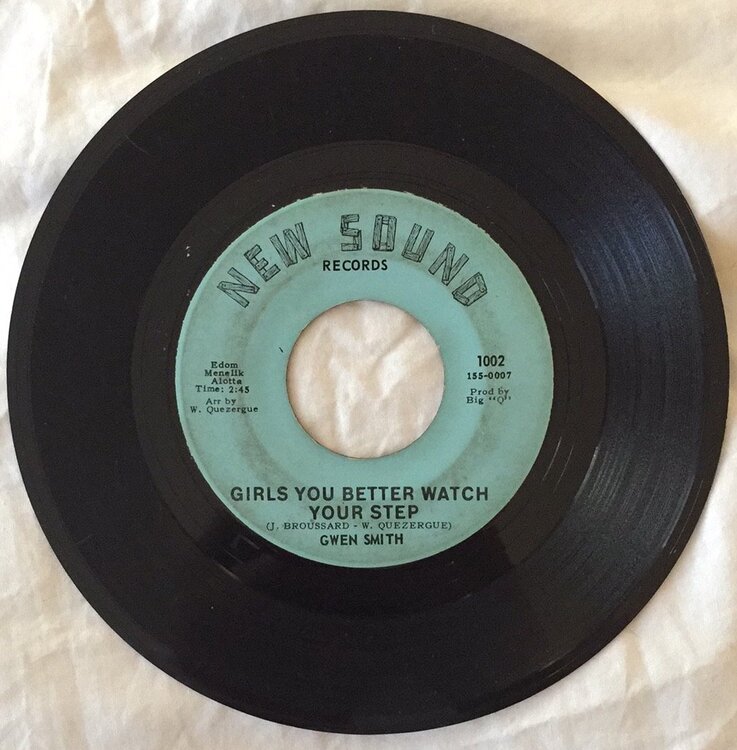 NEW SOUND
RECORDS
Edom
Menelik
Alotta
Time: 2:45
Arr by
W. Quezergue
1002
155-0007
Prod by
Big "Q"
GIRLS YOU BETTER WATCH
YOUR STEP
(J. BROUSSARD - W. QUEZERGUE)
GWEN SMITH